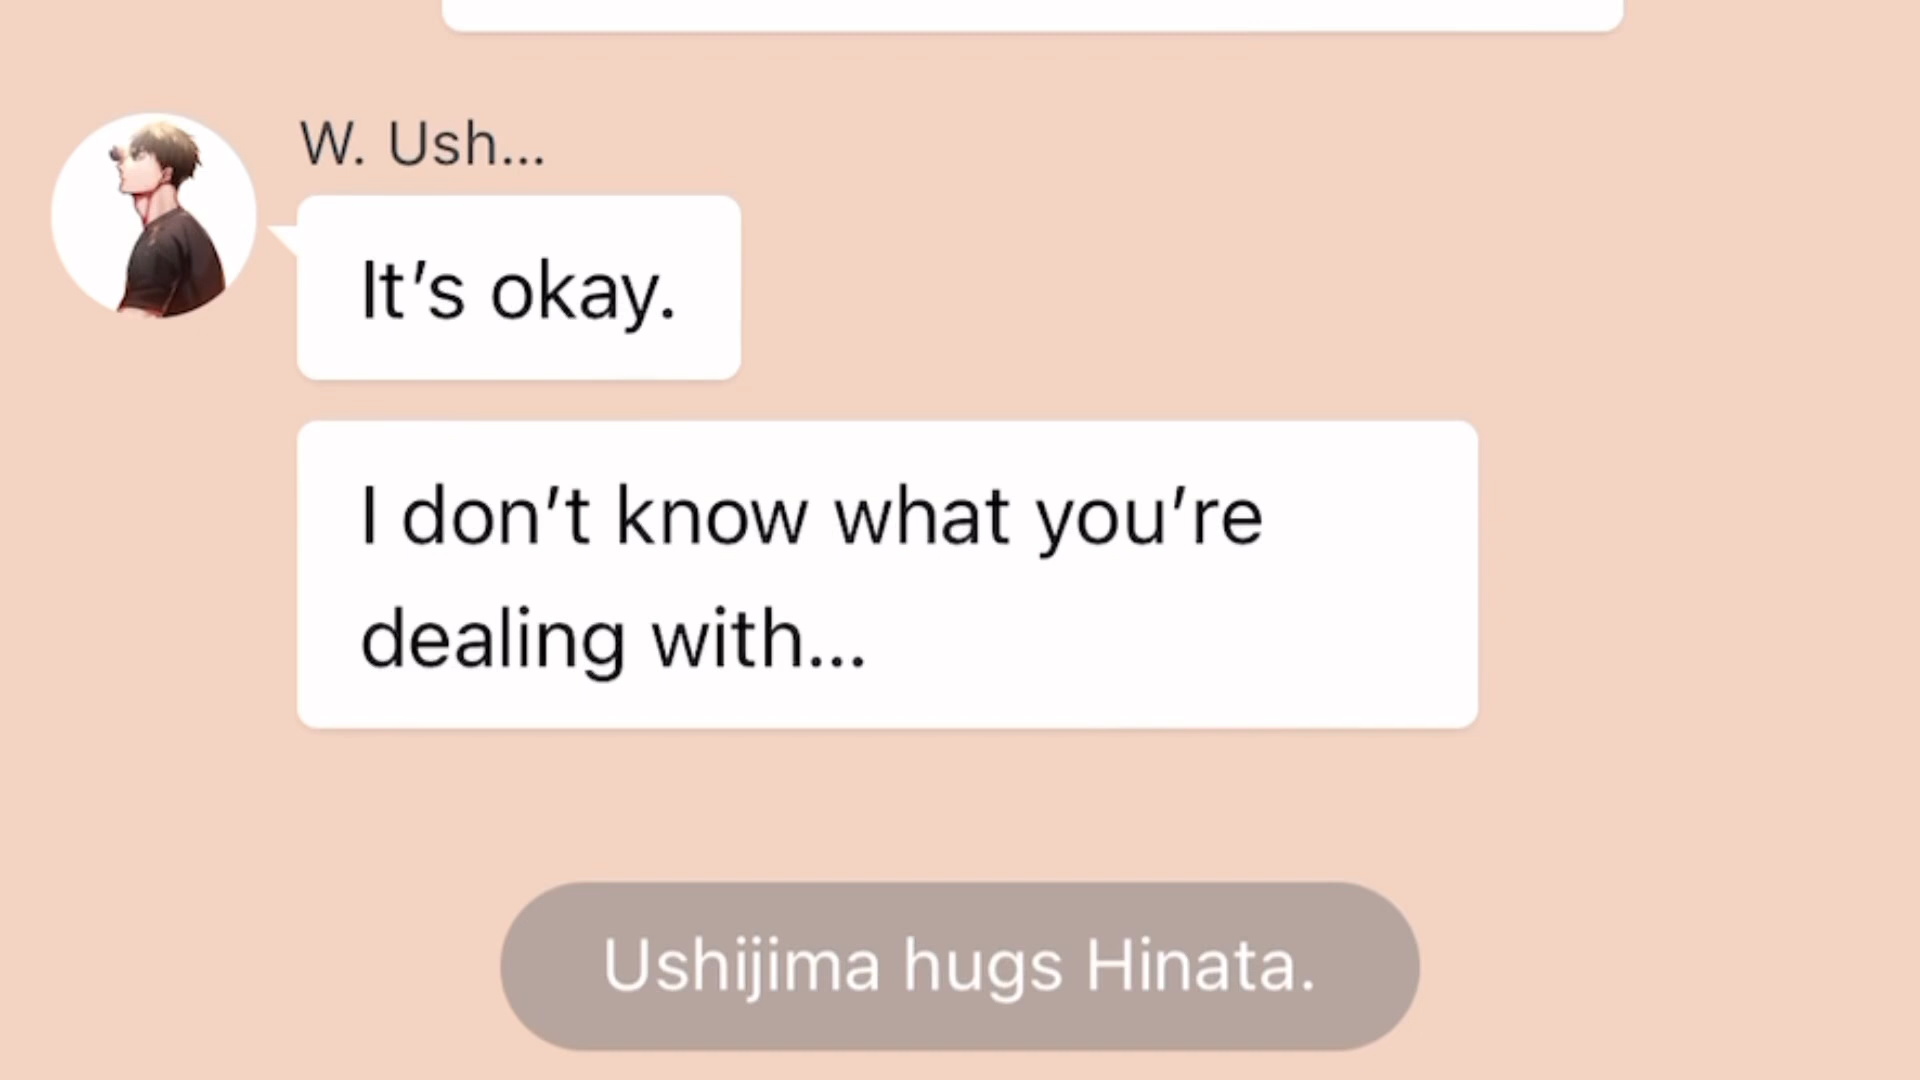 W. Ush...
It’s okay.
I don’t know what you’re
dealing with...
Ushijima hugs Hinata.